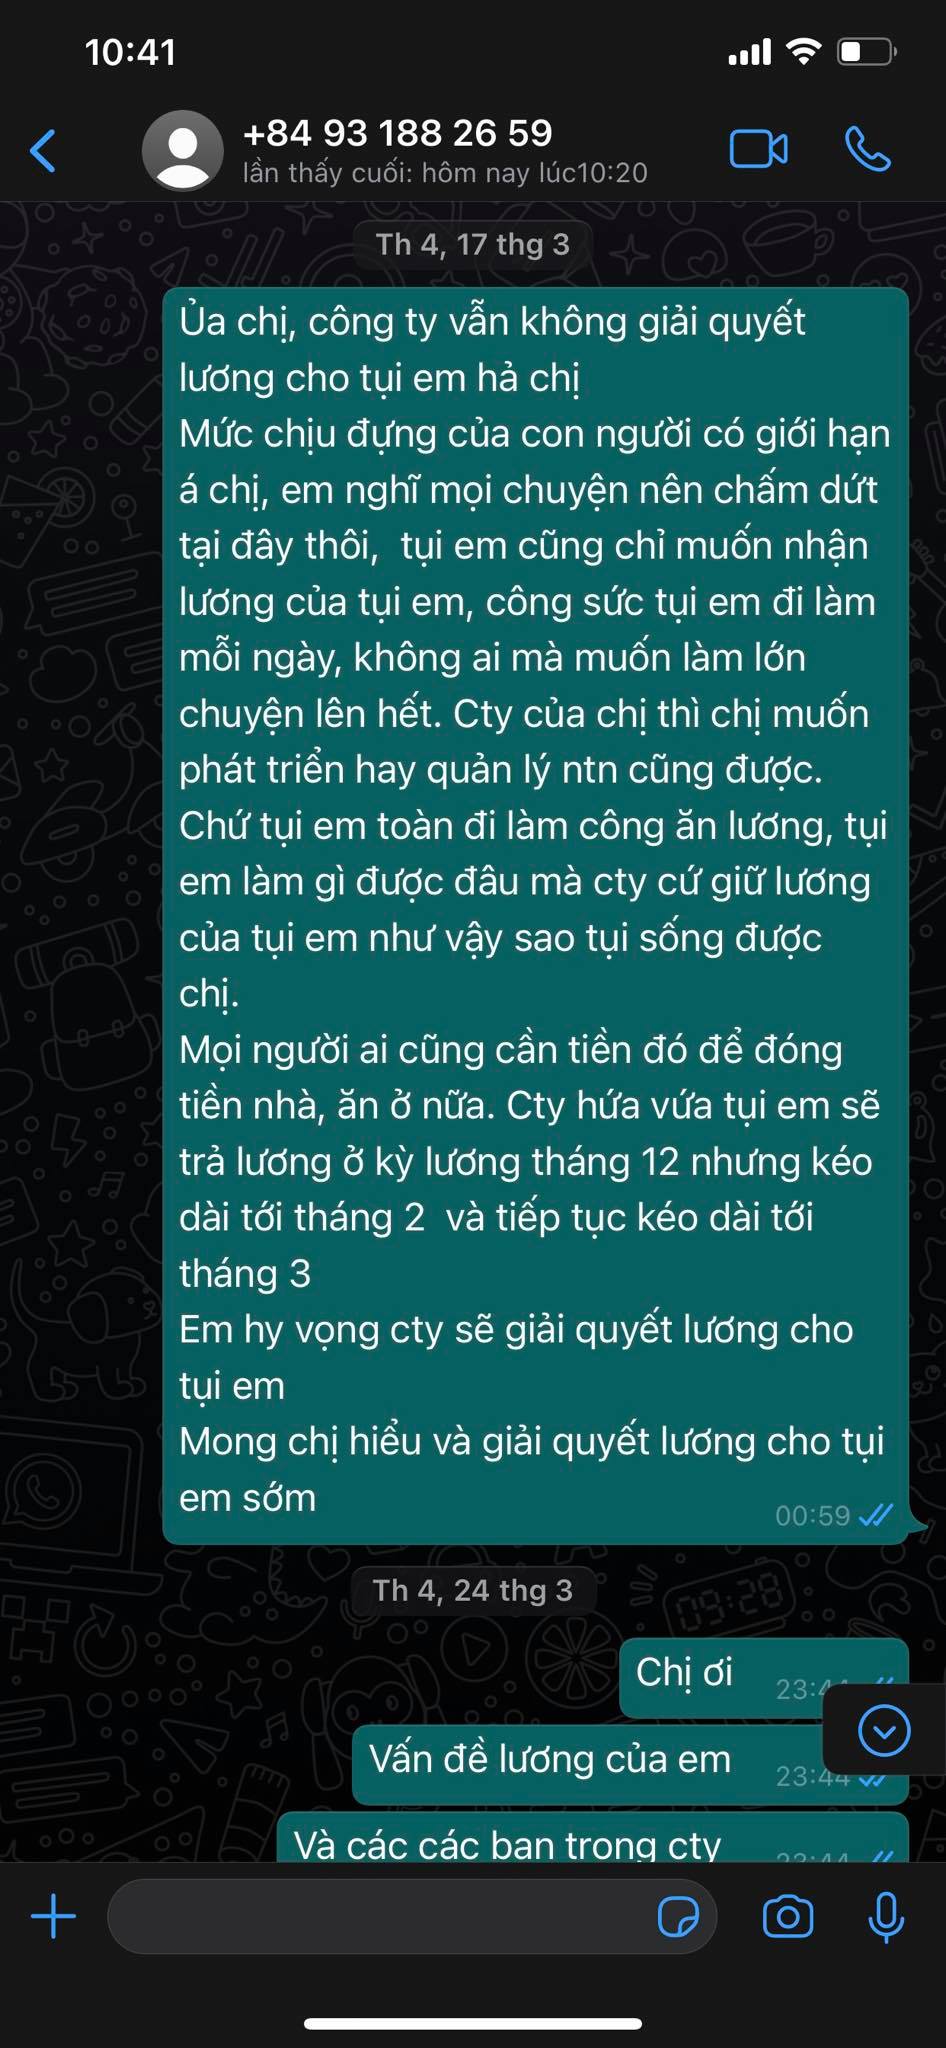 10:41
+84 93 188 26 59
lần thấy cuối: hôm nay lúc10:20
Th 4, 17 thg 3
Ủa chị, công ty vẫn không giải quyết
lương cho tụi em hả chị
Mức chịu đựng của con người có giới hạn
á chị, em nghĩ mọi chuyện nên chấm dứt
tại đây thôi,  tụi em cũng chỉ muốn nhận
lương của tụi em, công sức tụi em đi làm
mỗi ngày, không ai mà muốn làm lớn
chuyện lên hết. Cty của chị thì chị muốn
phát triển hay quản lý ntn cũng được.
Chứ tụi em toàn đi làm công ăn lương, tụi
em làm gì được đâu mà cty cứ giữ lương
của tụi em như vậy sao tụi sống được
chị.
Mọi người ai cũng cần tiền đó để đóng
tiền nhà, ăn ở nữa. Cty hứa vứa tụi em sẽ
trả lương ở kỳ lương tháng 12 nhưng kéo
dài tới tháng 2  và tiếp tục kéo dài tới
tháng 3
Em hy vọng cty sẽ giải quyết lương cho
tụi em
Mong chị hiểu và giải quyết lương cho tụi
em sớm
00:59
Th 4, 24 thg 3
09:28
Chị ơi
Vấn đề lương của em
23:44
Và các các bạn trong cty